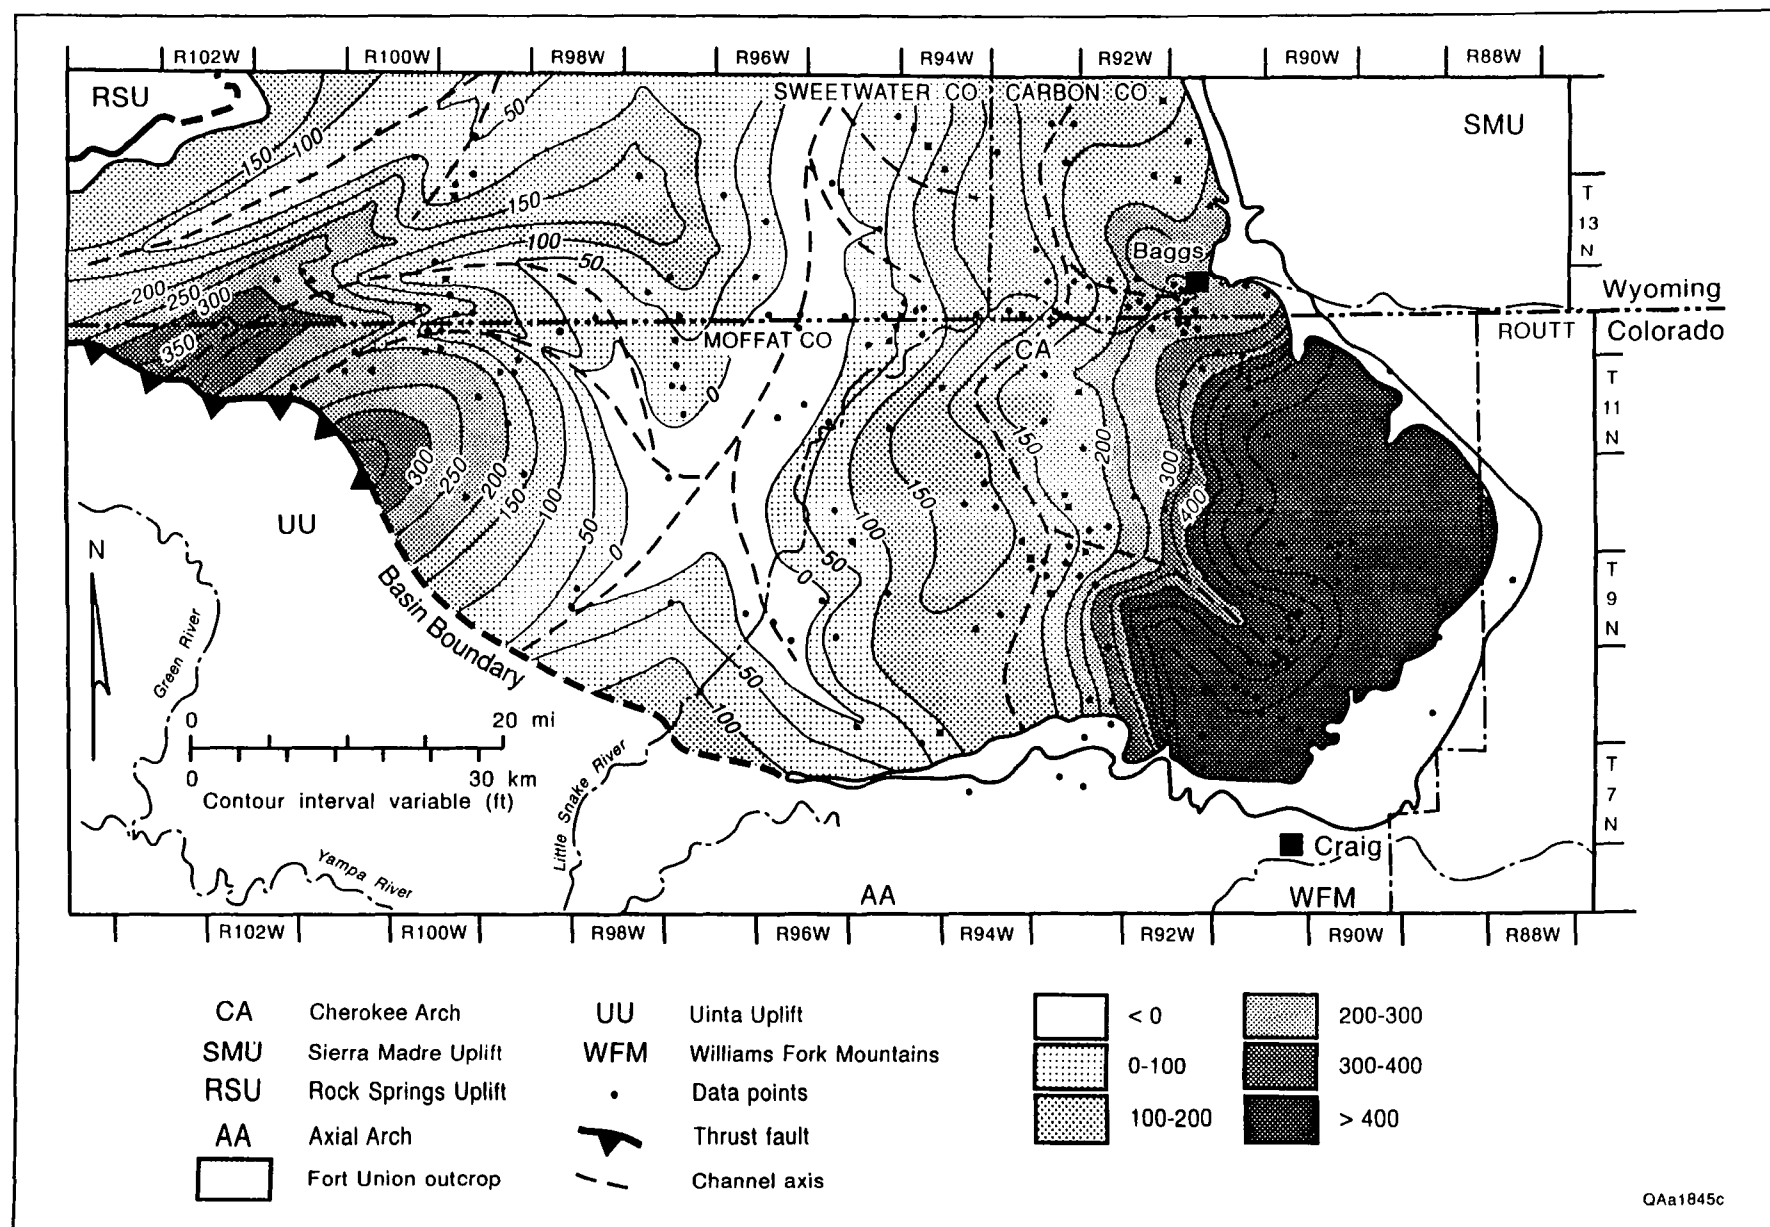 R102W R100W R98W R96W R94W R92W R90W R88W
RSU
SWEETWATER CO CARBON CO
SMU
50
100
150
150
100
50
200
250
300
350
T
13
N
Baggs
Wyoming
Colorado
MOFFAT CO
ROUTT
CA
0
T
11
N
300
250
200
150
100
50
0
150
100
50
0
150
200
300
400
UU
N
Basin Boundary
T
9
N
Green River
50
100
0 20 mi
0 30 km
Contour interval variable (ft)
Little Snake River
T
7
N
Yampa River
Craig
AA
WFM
R102W R100W R98W R96W R94W R92W R90W R88W
CA Cherokee Arch
SMU Sierra Madre Uplift
RSU Rock Springs Uplift
AA Axial Arch
Fort Union outcrop
UU Uinta Uplift
WFM Williams Fork Mountains
Data points
Thrust fault
Channel axis
< 0
0-100
100-200
200-300
300-400
> 400
QAa1845c